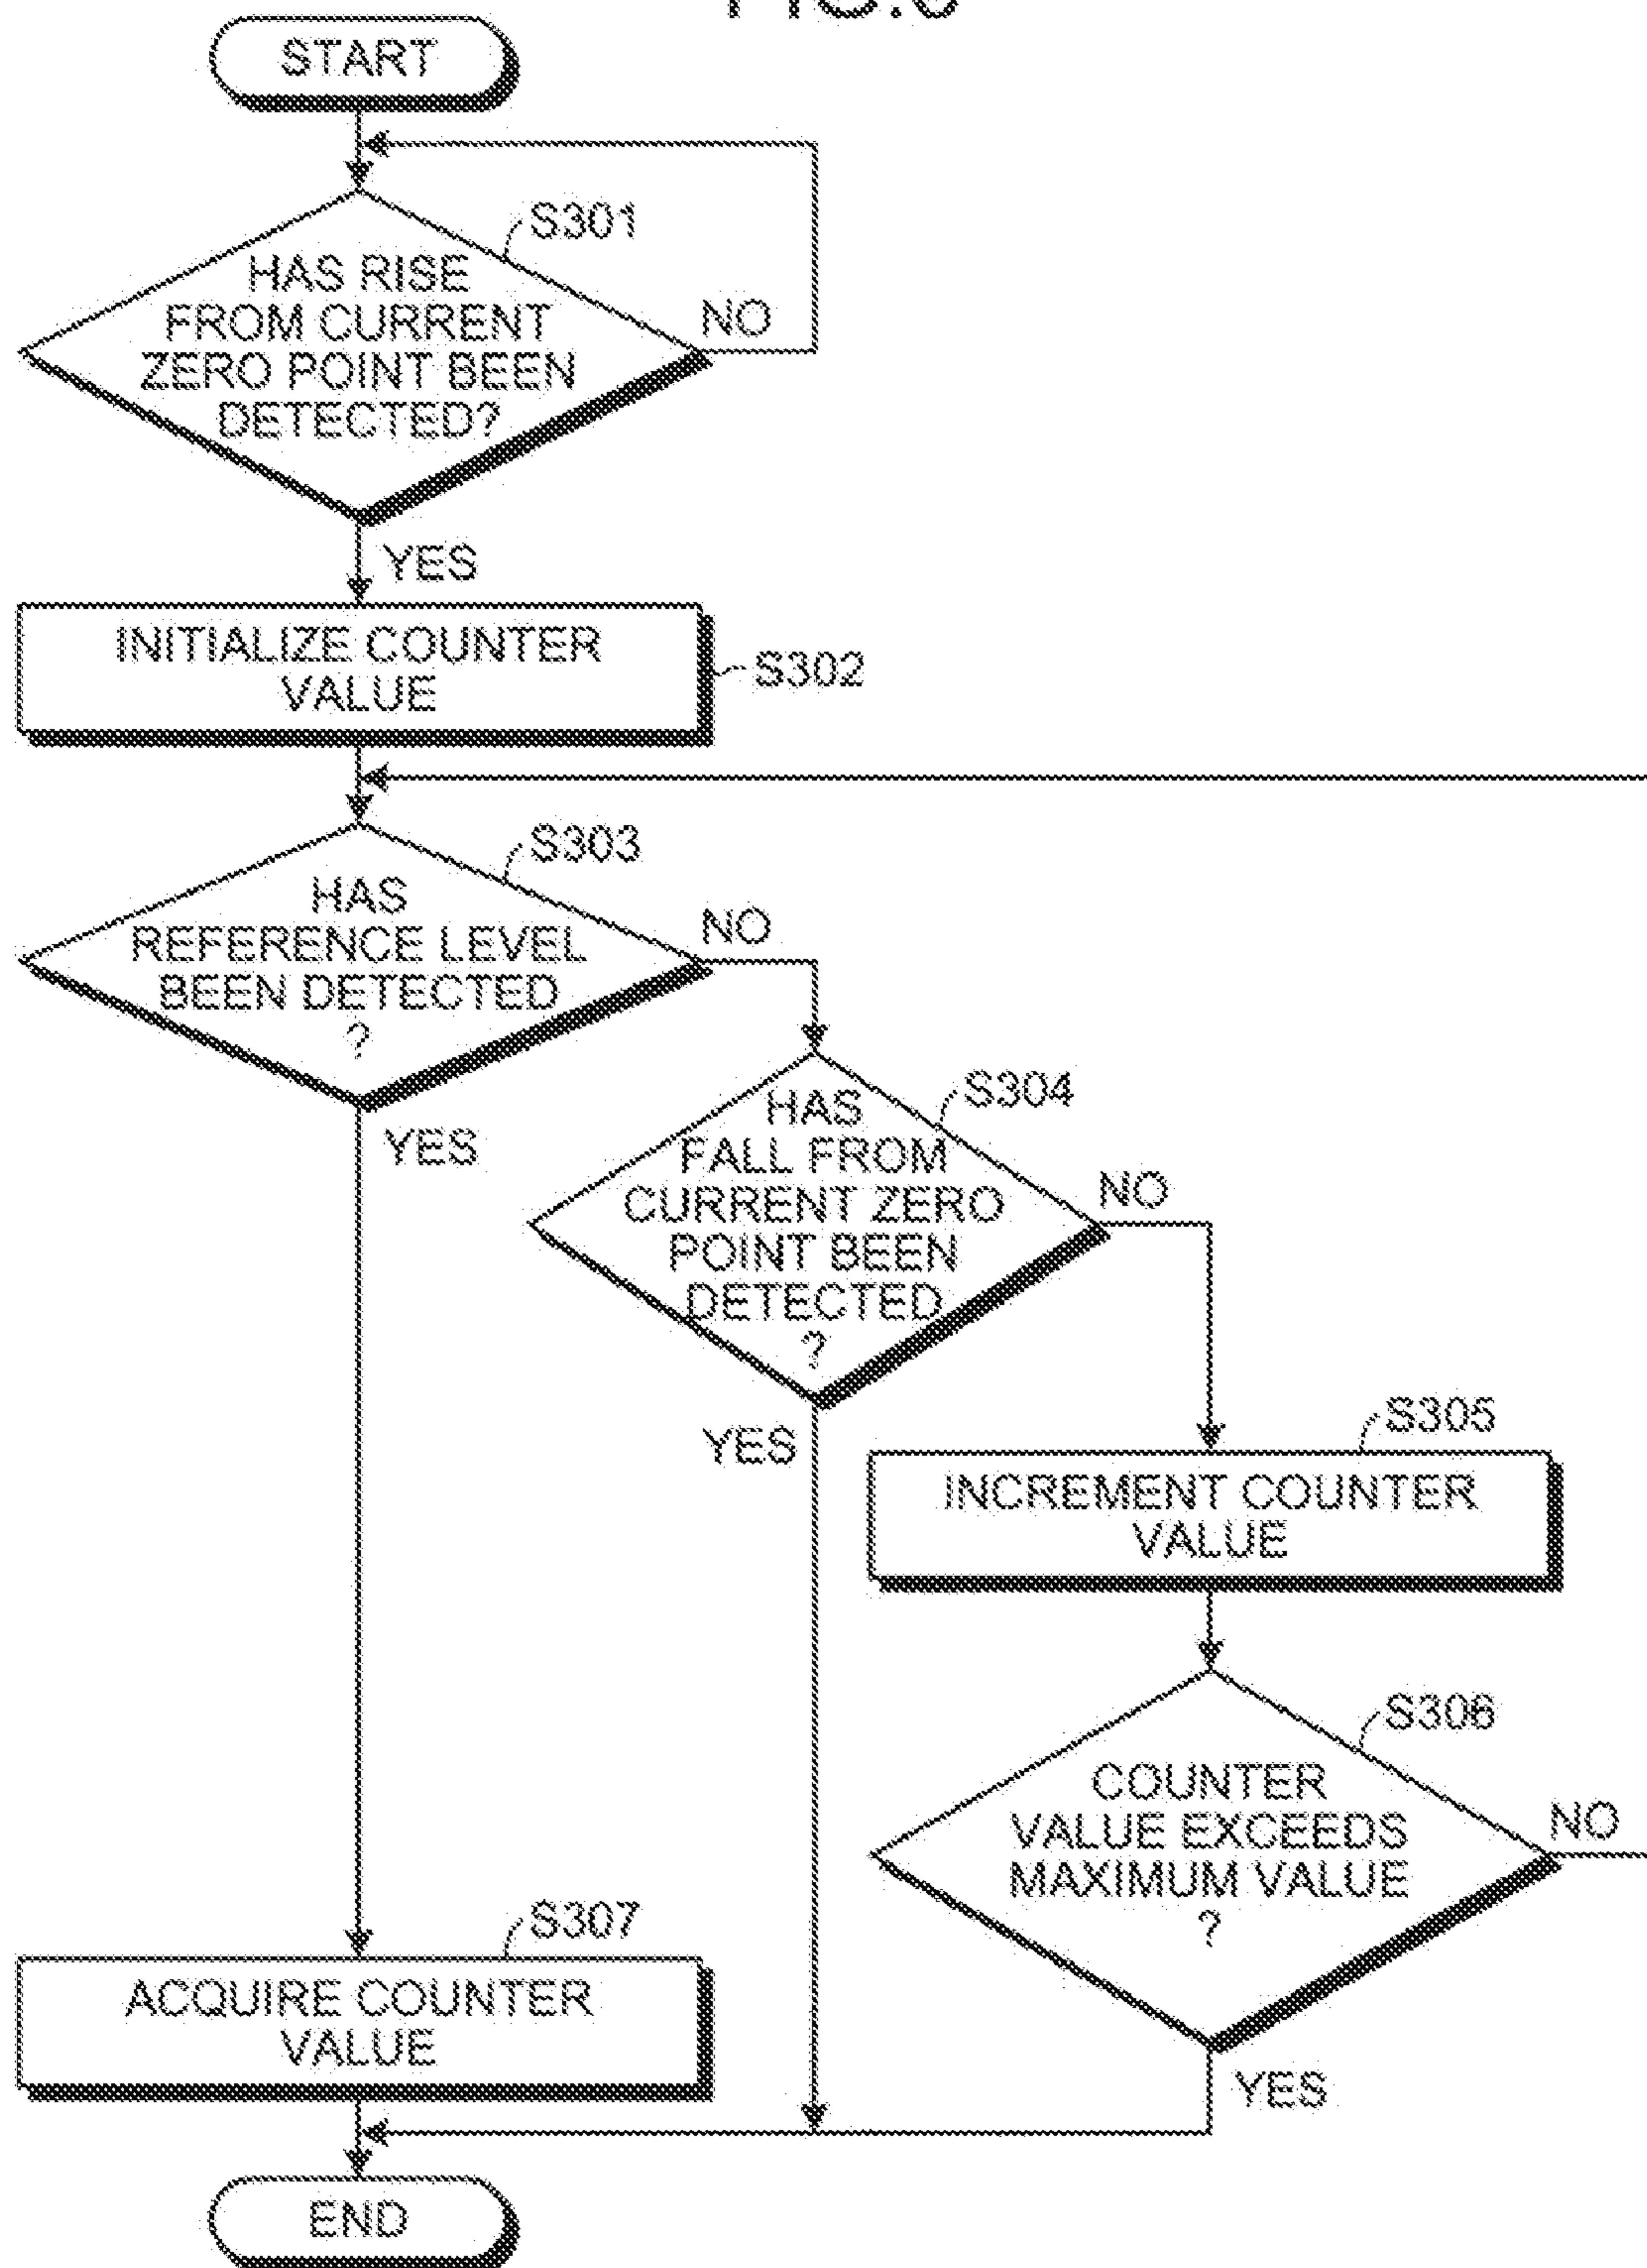 START
S301
HAS RISE
FROM CURRENT
ZERO POINT BEEN
DETECTED?
NO
YES
INITIALIZE COUNTER
VALUE
S302
S303
HAS
REFERENCE LEVEL
BEEN DETECTED
?
NO
YES
S304
HAS
FALL FROM
CURRENT ZERO
POINT BEEN
DETECTED
?
NO
YES
S305
INCREMENT COUNTER
VALUE
S306
COUNTER
VALUE EXCEEDS
MAXIMUM VALUE
?
NO
YES
S307
ACQUIRE COUNTER
VALUE
END